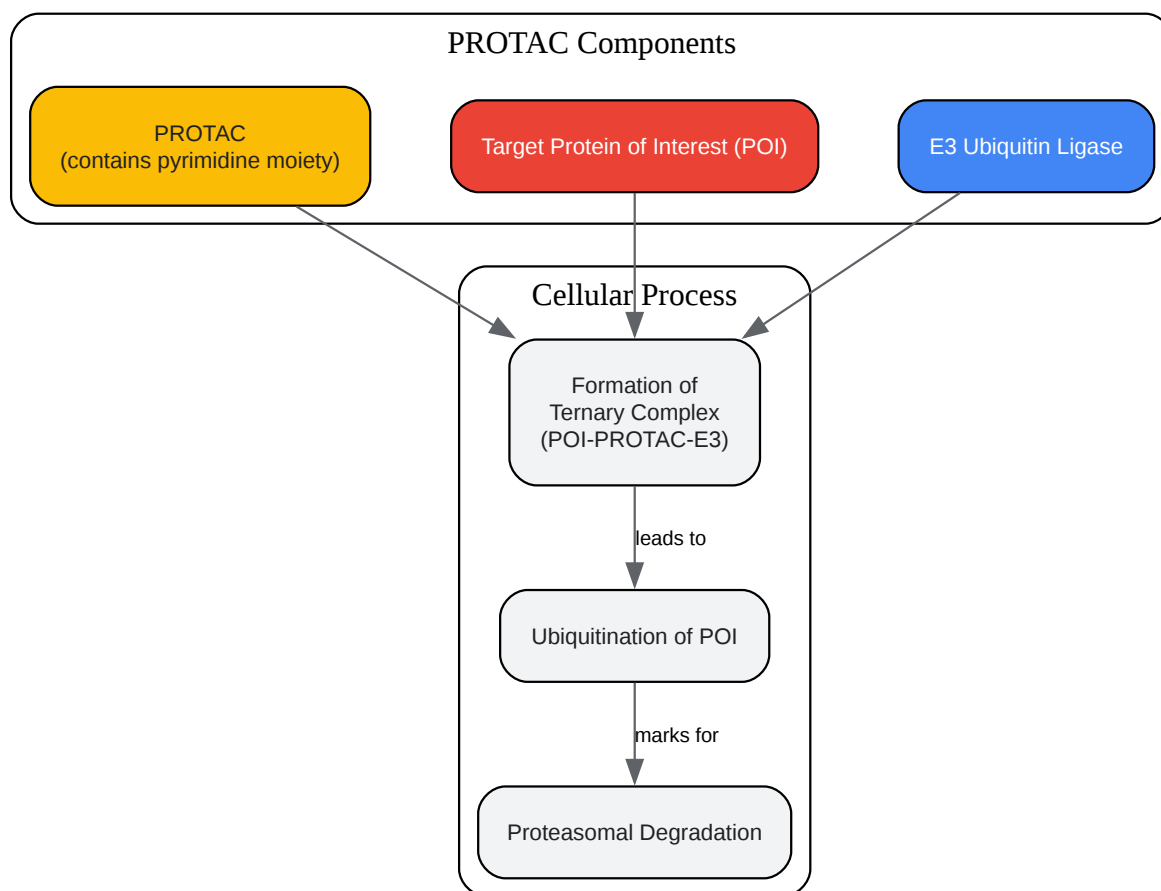 PROTAC Components
PROTAC
(contains pyrimidine moiety)
Target Protein of Interest (POI)
E3 Ubiquitin Ligase
Cellular Process
Formation of
Ternary Complex
(POI-PROTAC-E3)
leads to
Ubiquitination of POI
marks for
Proteasomal Degradation